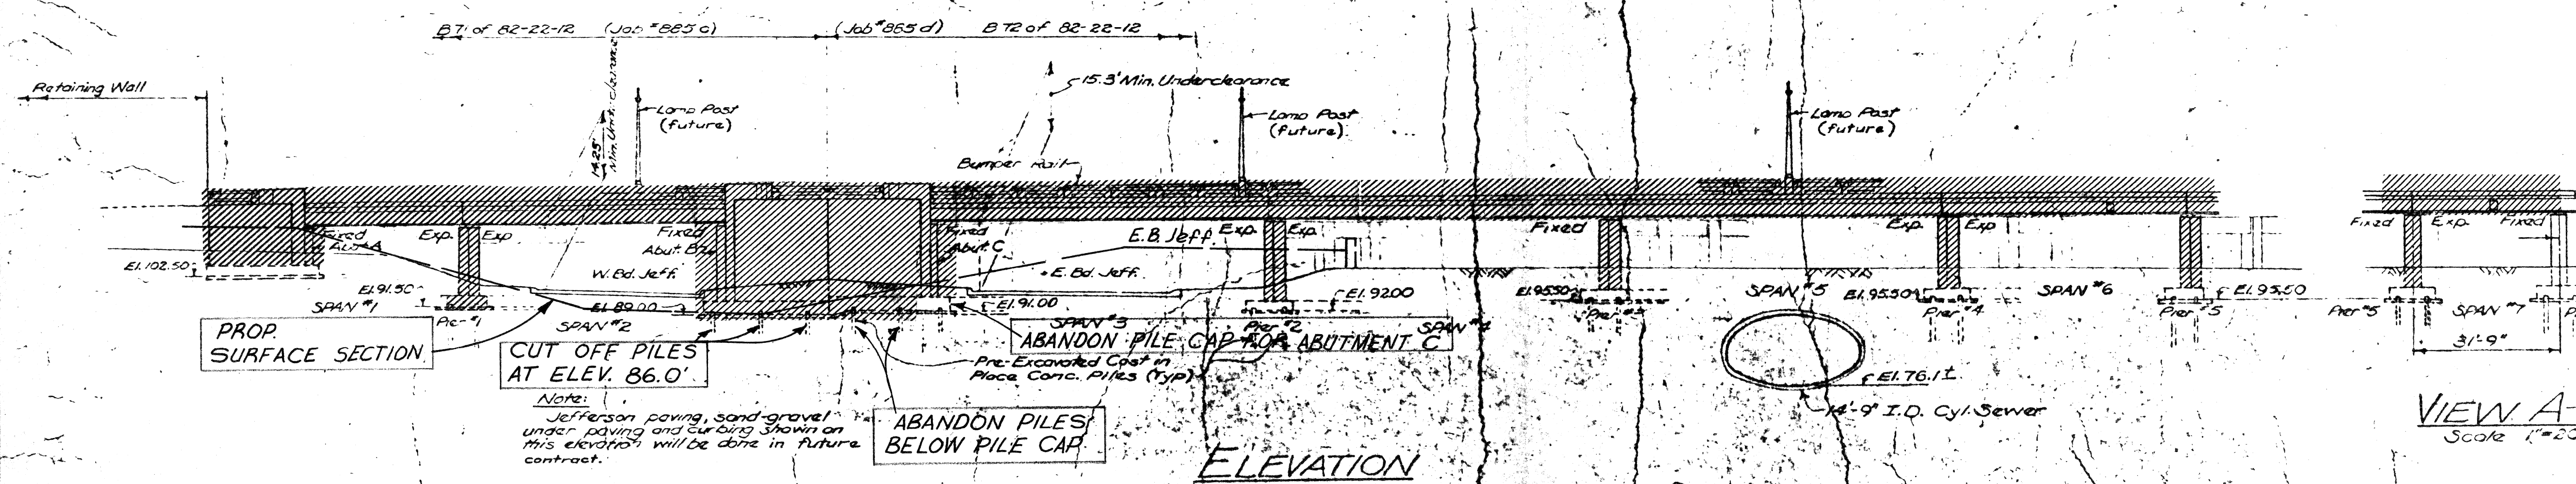 B71 of 82-22-12 (Job #885c)
(Job #865d) B72 of 82-22-12
Retaining Wall
14.25'
Min. Underclearance
Lamp Post
(future)
15.3' Min. Underclearance
Bumper Rail
Lamp Post
(future)
Lamp Post
(future)
Fixed
Abut. A
Exp.
Exp.
Fixed
Abut. B
W. Bd. Jeff.
Fixed
Abut. C
E.B. Jeff.
E. Bd. Jeff.
Exp.
Exp.
Fixed
Exp.
Exp.
Fixed
Exp.
Fixed
El. 102.50
El. 91.50
El. 89.00
El. 91.00
El. 92.00
El. 95.50
El. 95.50
El. 95.50
SPAN #1
Pier #1
SPAN #2
SPAN #3
Pier #2
SPAN #4
SPAN #5
Pier #4
SPAN #6
Pier #5
Pier #5
SPAN #7
31'-9"
PROP.
SURFACE SECTION
CUT OFF PILES
AT ELEV. 86.0'
ABANDON PILE CAP FOR ABUTMENT C
Pre-Excavated Cast in
Place Conc. Piles (Typ)
ABANDON PILES
BELOW PILE CAP
Note:
Jefferson paving, sand-gravel
under paving and curbing shown on
this elevation will be done in future
contract.
El. 76.1±
14'-9" I.D. Cyl. Sewer
ELEVATION
VIEW A-
Scale 1"=20